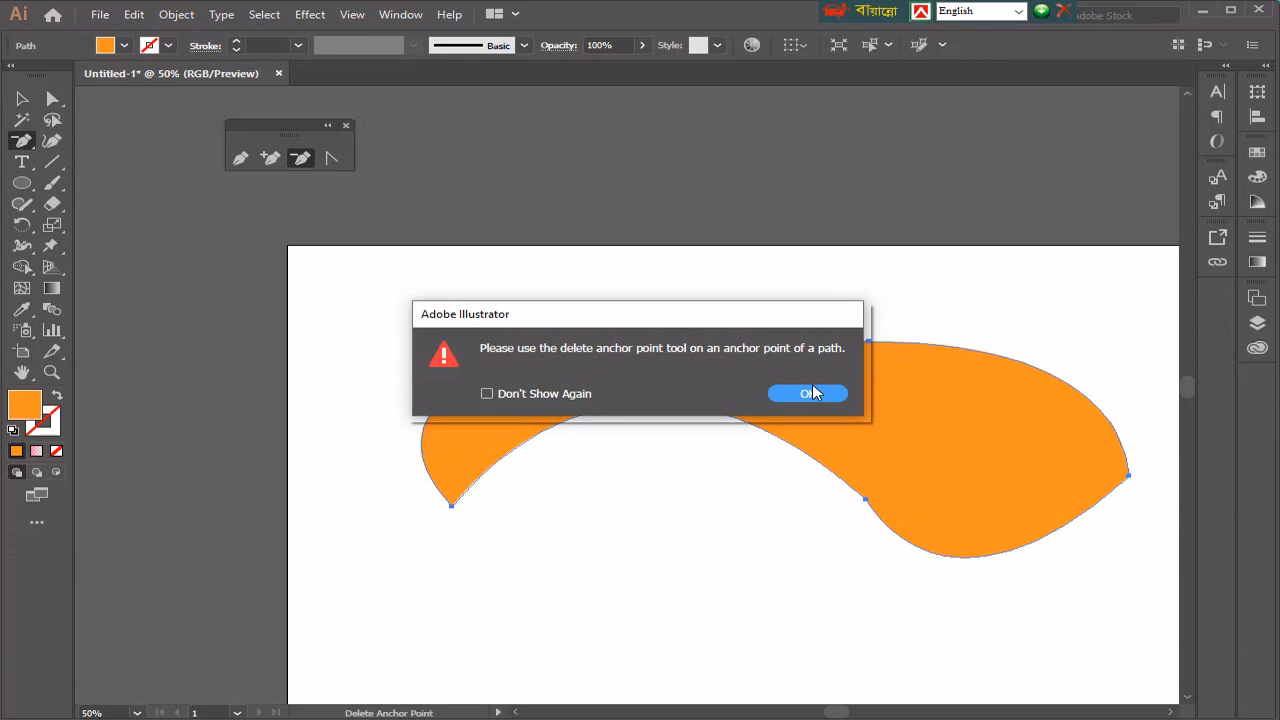 Ai File Edit Object Type Select Effect View Window Help বায়ান্নো English Adobe Stock
Path Stroke: Basic Opacity: 100% Style:
Untitled-1* @ 50% (RGB/Preview)
Adobe Illustrator
Please use the delete anchor point tool on an anchor point of a path.
Don't Show Again
50% 1 Delete Anchor Point